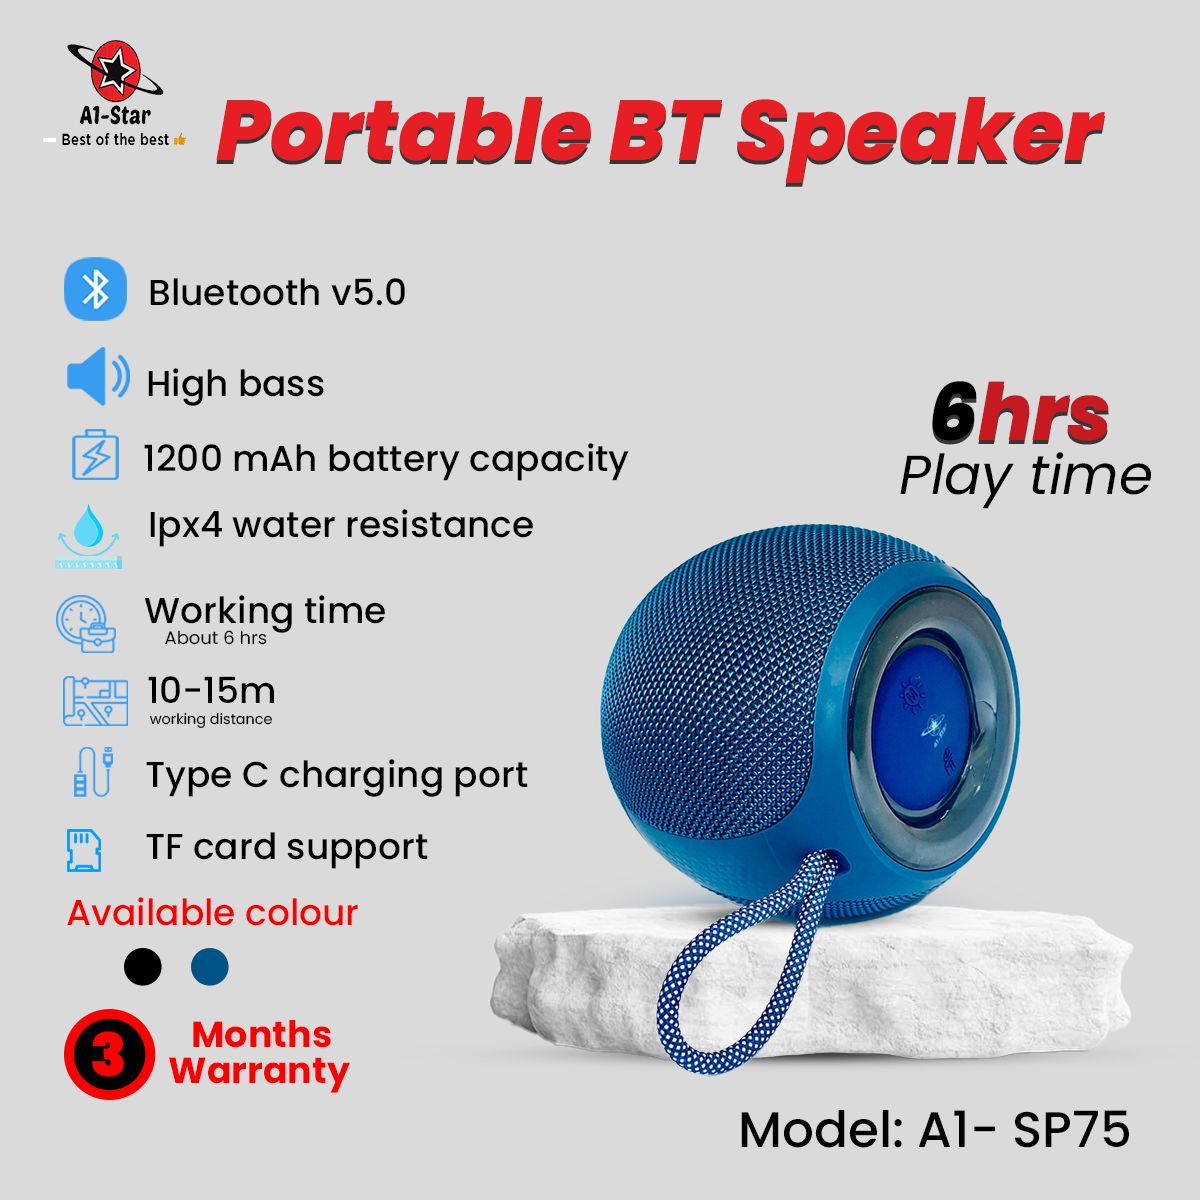 A1-Star
Best of the best
Portable BT Speaker
Bluetooth v5.0
High bass
1200 mAh battery capacity
Ipx4 water resistance
Working time
About 6 hrs
10-15m
working distance
Type C charging port
TF card support
Available colour
3
Months
Warranty
6hrs
Play time
M
A1-Star
Model: A1- SP75